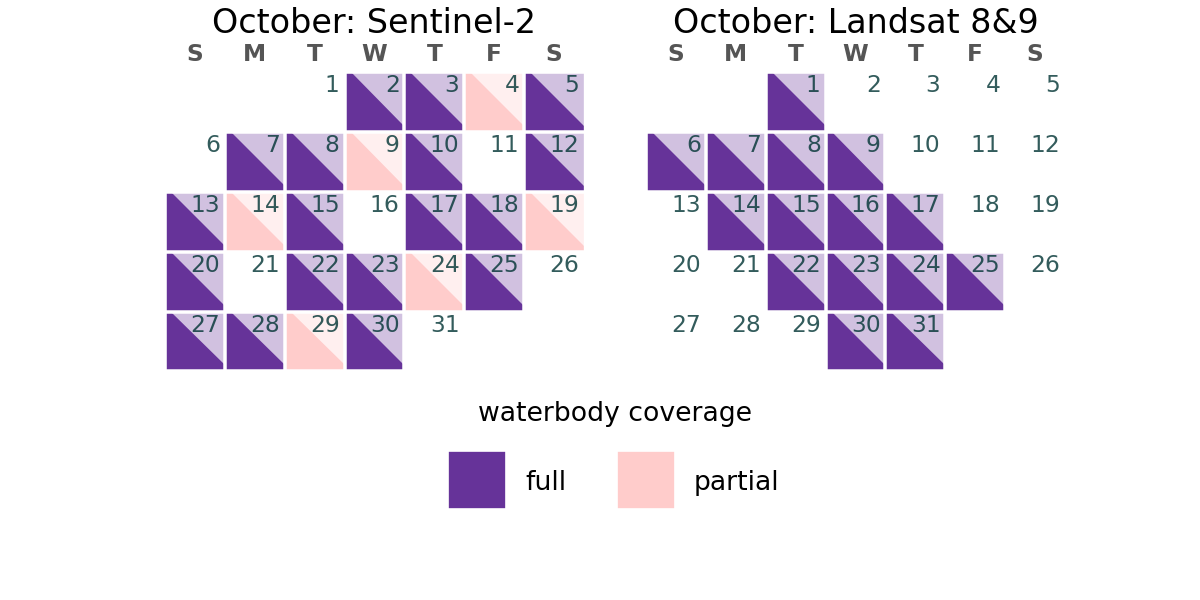 October: Sentinel-2
S M T W T F S
1 2 3 4 5
6 7 8 9 10 11 12
13 14 15 16 17 18 19
20 21 22 23 24 25 26
27 28 29 30 31
October: Landsat 8&9
S M T W T F S
1 2 3 4 5
6 7 8 9 10 11 12
13 14 15 16 17 18 19
20 21 22 23 24 25 26
27 28 29 30 31
waterbody coverage
full partial